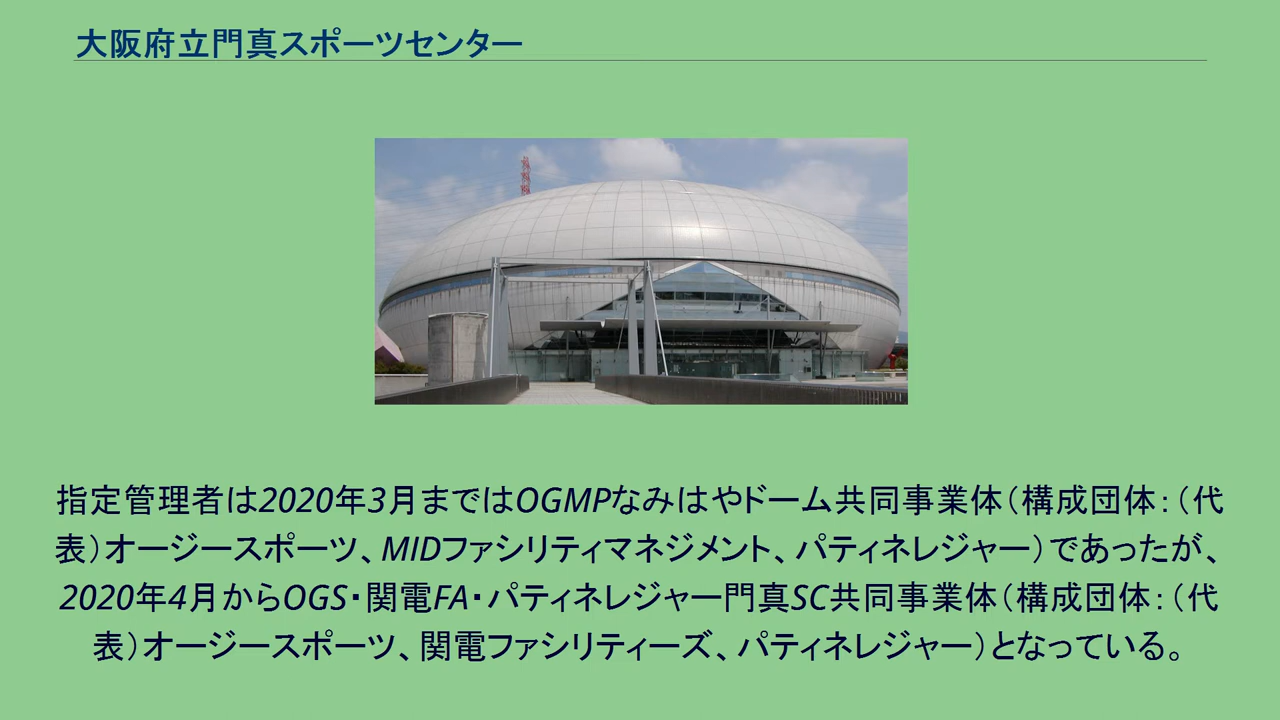 大阪府立門真スポーツセンター
指定管理者は2020年3月まではOGMPなみはやドーム共同事業体（構成団体：（代
表）オージースポーツ、MIDファシリティマネジメント、パティネレジャー）であったが、
2020年4月からOGS・関電FA・パティネレジャー門真SC共同事業体（構成団体：（代
表）オージースポーツ、関電ファシリティーズ、パティネレジャー）となっている。